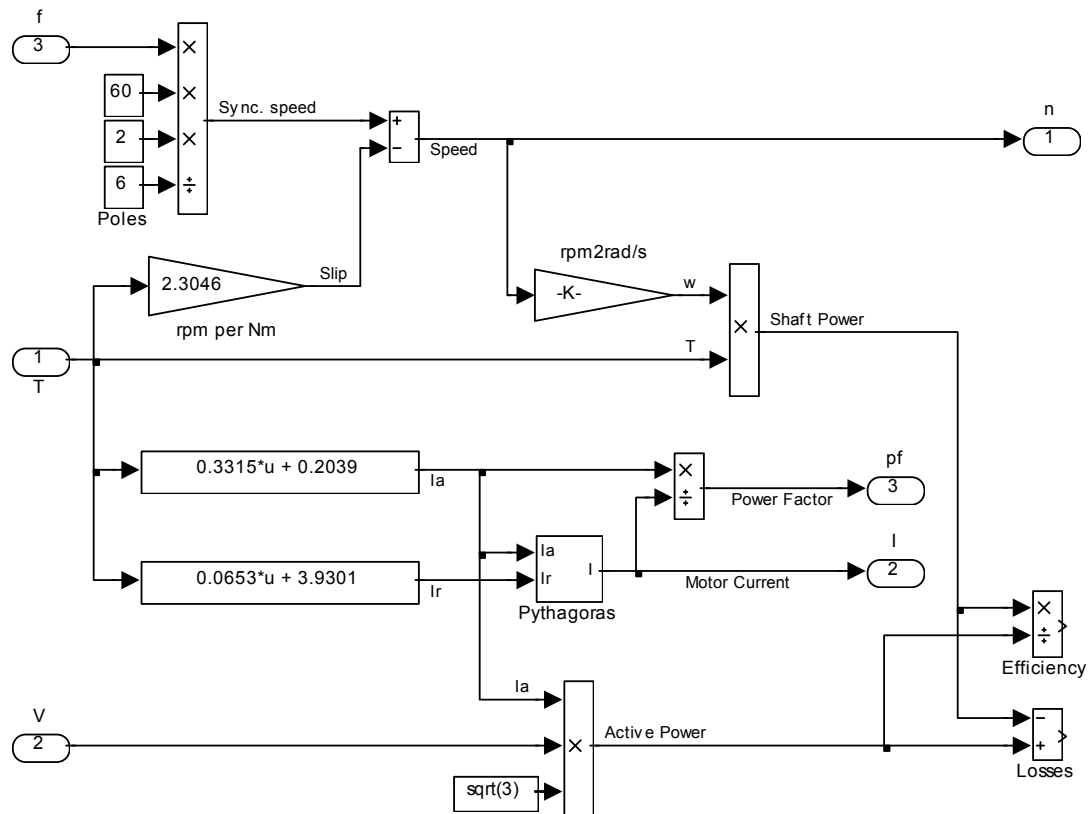 f
3
×
60
×
2
×
6
÷
Poles
Sync. speed
+
−
Speed
n
1
2.3046
Slip
rpm per Nm
rpm2rad/s
-K-
w
×
T
Shaft Power
1
T
0.3315*u + 0.2039
Ia
×
÷
Power Factor
pf
3
0.0653*u + 3.9301
Ir
Ia
Ir
I
Pythagoras
Motor Current
I
2
×
÷
Efficiency
V
2
Ia
×
sqrt(3)
Active Power
−
+
Losses